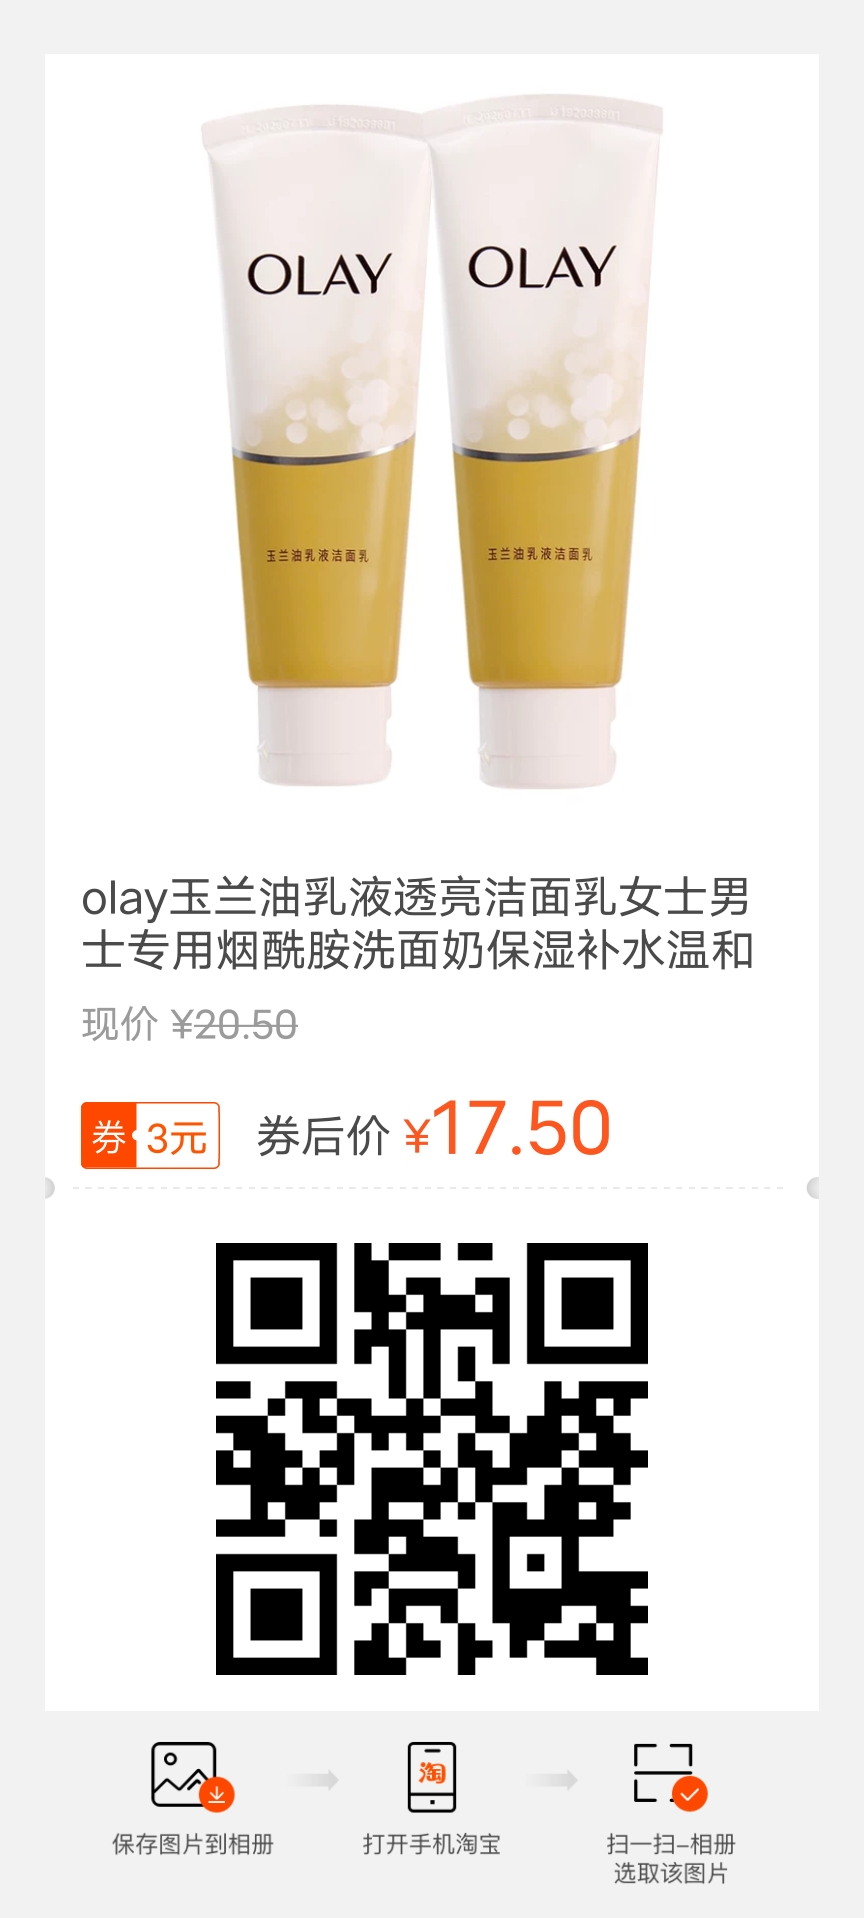 OLAY
OLAY
玉兰油乳液洁面乳
玉兰油乳液洁面乳
olay玉兰油乳液透亮洁面乳女士男
士专用烟酰胺洗面奶保湿补水温和
现价 ¥20.50
券 3元 券后价 ¥17.50
淘
保存图片到相册
打开手机淘宝
扫一扫–相册
选取该图片